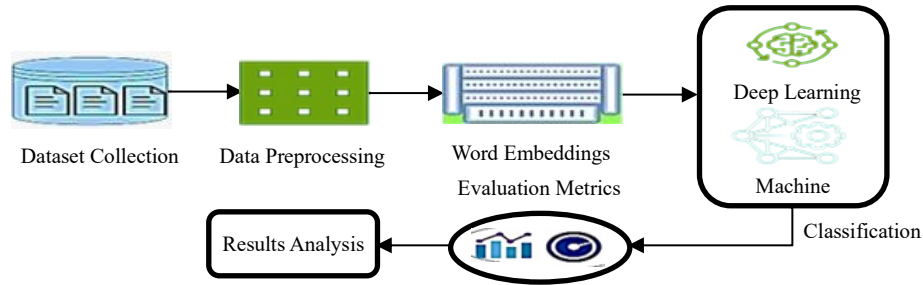 Deep Learning
Dataset Collection
Data Preprocessing
Word Embeddings
Machine
Evaluation Metrics
Classification
Results Analysis